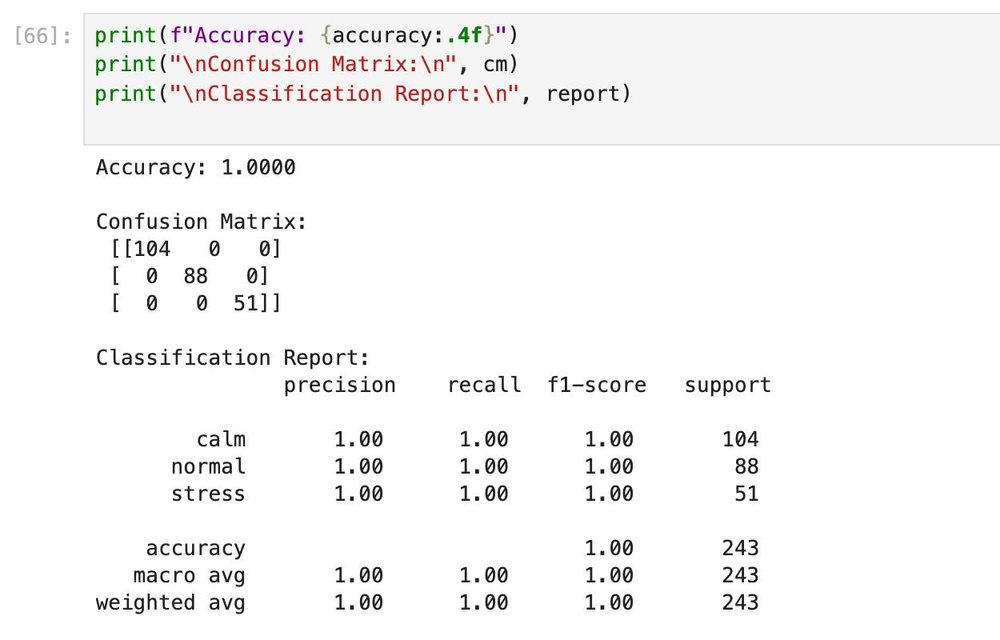 [66]: print(f"Accuracy: {accuracy:.4f}")
print("\nConfusion Matrix:\n", cm)
print("\nClassification Report:\n", report)
Accuracy: 1.0000
Confusion Matrix:
[[104   0   0]
[  0  88   0]
[  0   0  51]]
Classification Report:
precision    recall  f1-score   support
calm       1.00      1.00      1.00       104
normal       1.00      1.00      1.00        88
stress       1.00      1.00      1.00        51
accuracy                           1.00       243
macro avg       1.00      1.00      1.00       243
weighted avg       1.00      1.00      1.00       243